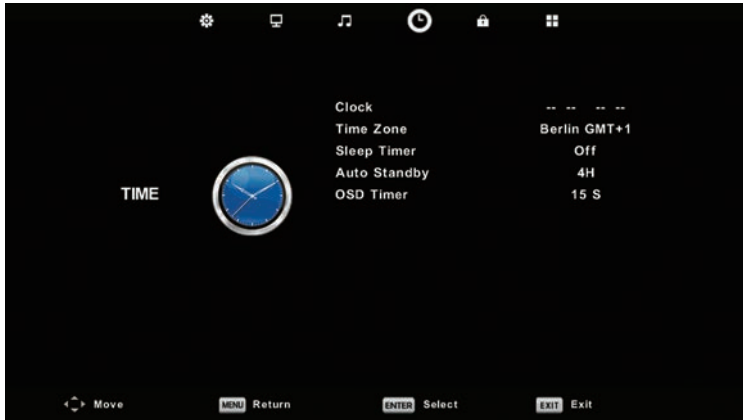 Clock -- -- -- --
Time Zone Berlin GMT+1
Sleep Timer Off
Auto Standby 4H
TIME
OSD Timer 15 S
Move MENU Return ENTER Select EXIT Exit